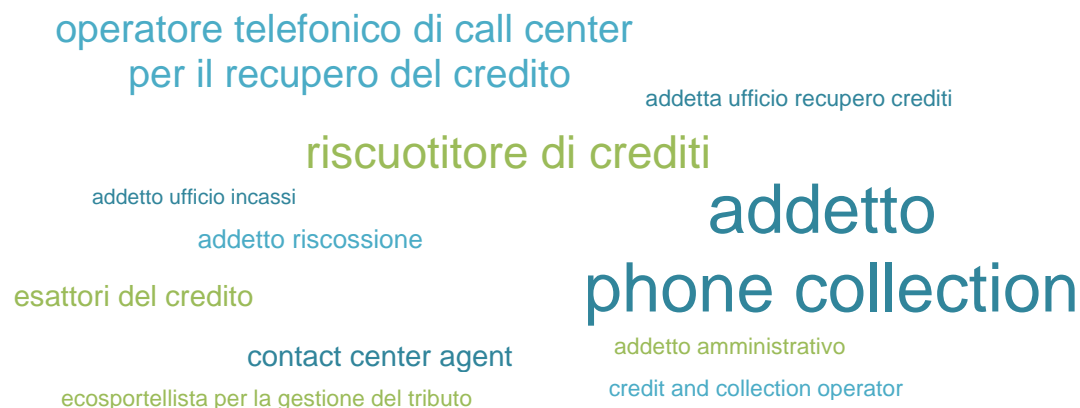 operatore telefonico di call center
per il recupero del credito
addetta ufficio recupero crediti
riscuotitore di crediti
addetto ufficio incassi
addetto
phone collection
addetto riscossione
esattori del credito
contact center agent
addetto amministrativo
credit and collection operator
ecosportellista per la gestione del tributo